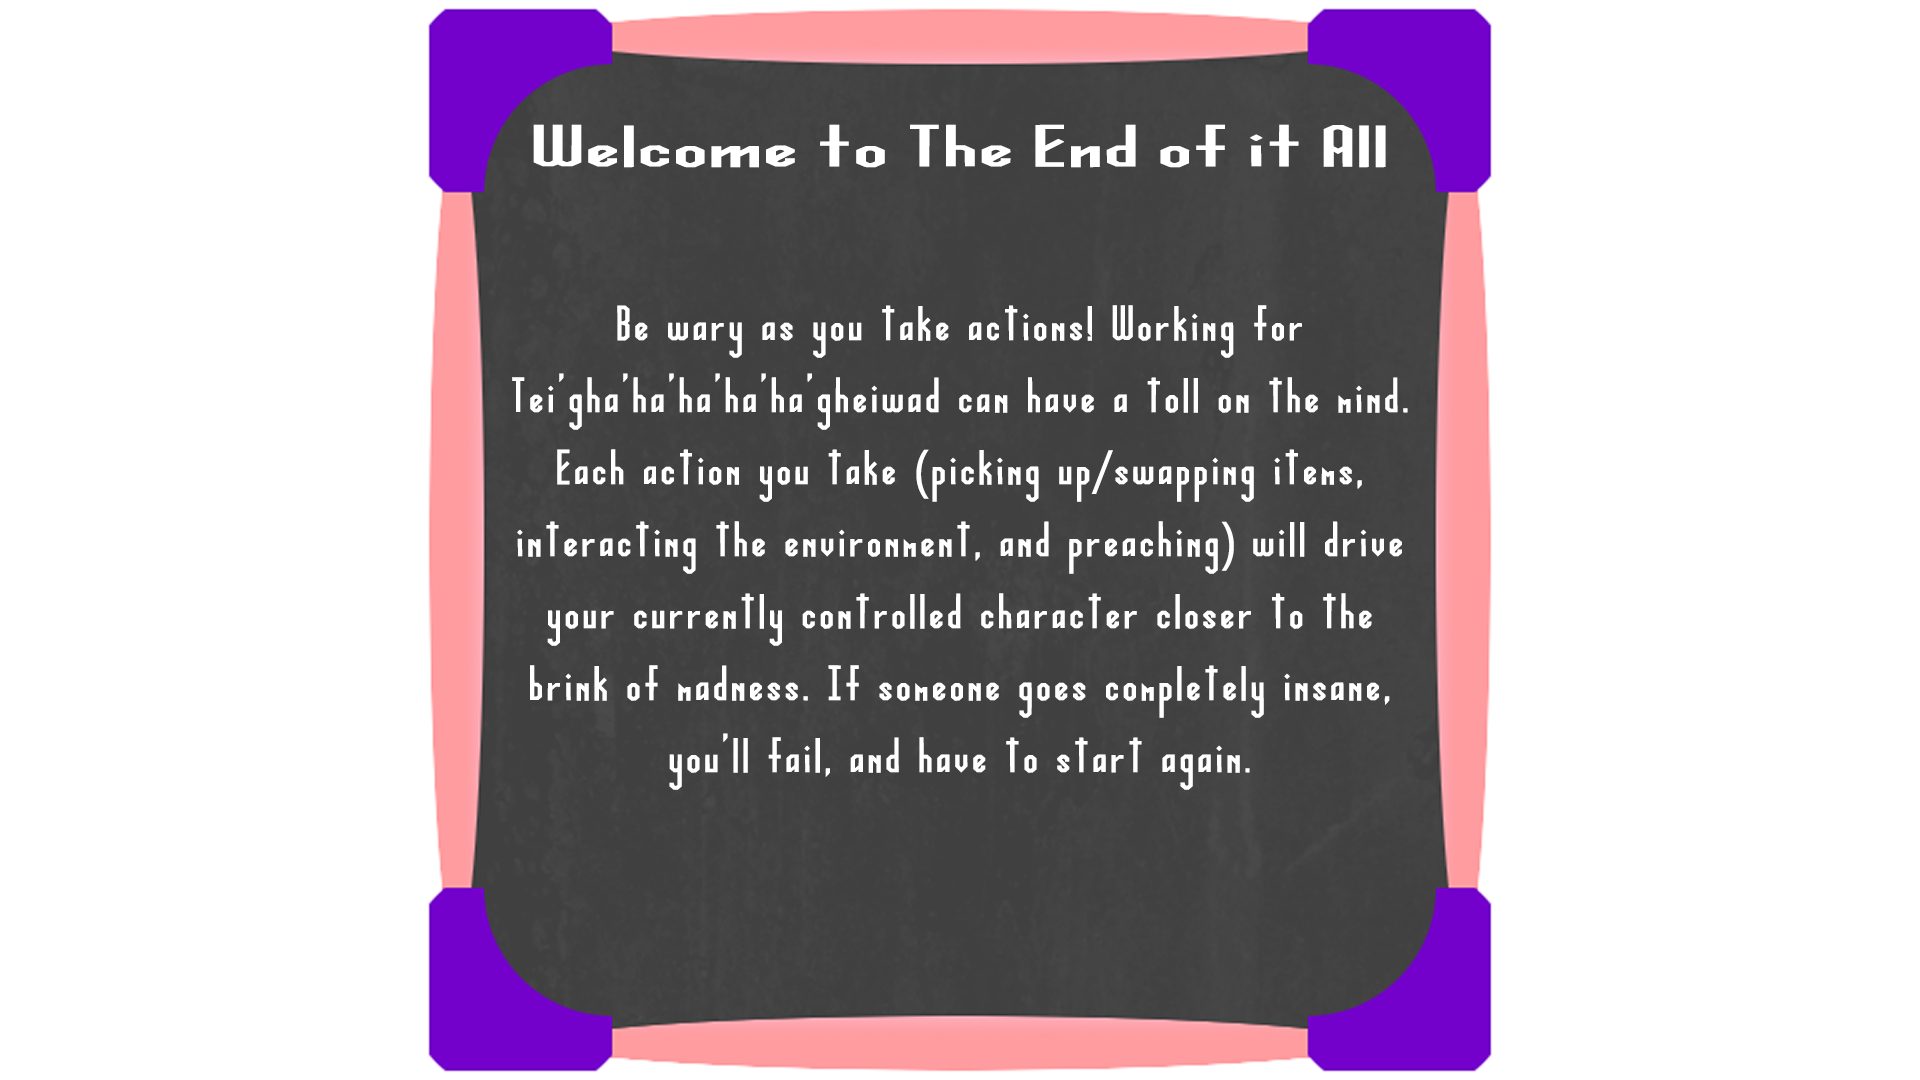 Welcome to The End of it All
Be wary as you take actions! Working for
Tei'gha'ha'ha'ha'ha'gheiwad can have a toll on the mind.
Each action you take (picking up/swapping items,
interacting the environment, and preaching) will drive
your currently controlled character closer to the
brink of madness. If someone goes completely insane,
you'll fail, and have to start again.